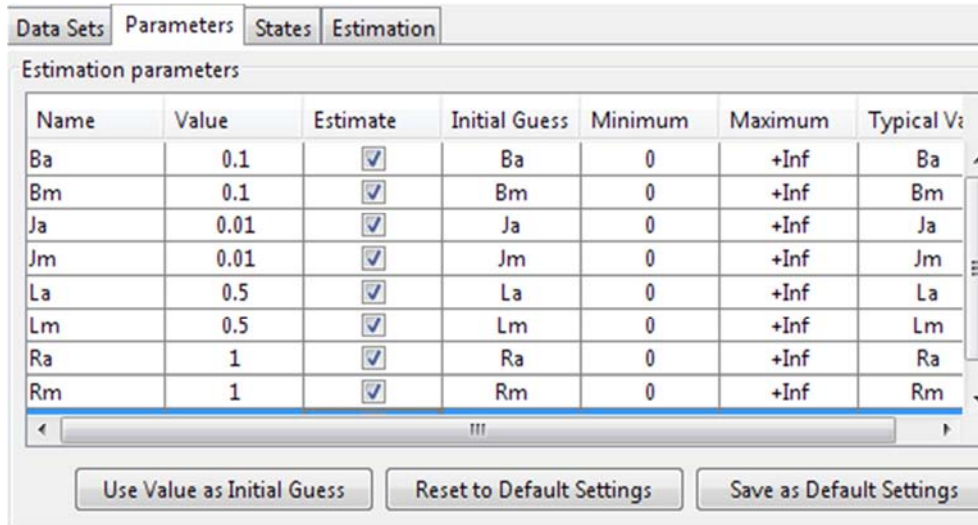 Data Sets Parameters States Estimation
Estimation parameters
Name Value Estimate Initial Guess Minimum Maximum Typical Va
Ba 0.1 Ba 0 +Inf Ba
Bm 0.1 Bm 0 +Inf Bm
Ja 0.01 Ja 0 +Inf Ja
Jm 0.01 Jm 0 +Inf Jm
La 0.5 La 0 +Inf La
Lm 0.5 Lm 0 +Inf Lm
Ra 1 Ra 0 +Inf Ra
Rm 1 Rm 0 +Inf Rm
Use Value as Initial Guess Reset to Default Settings Save as Default Settings